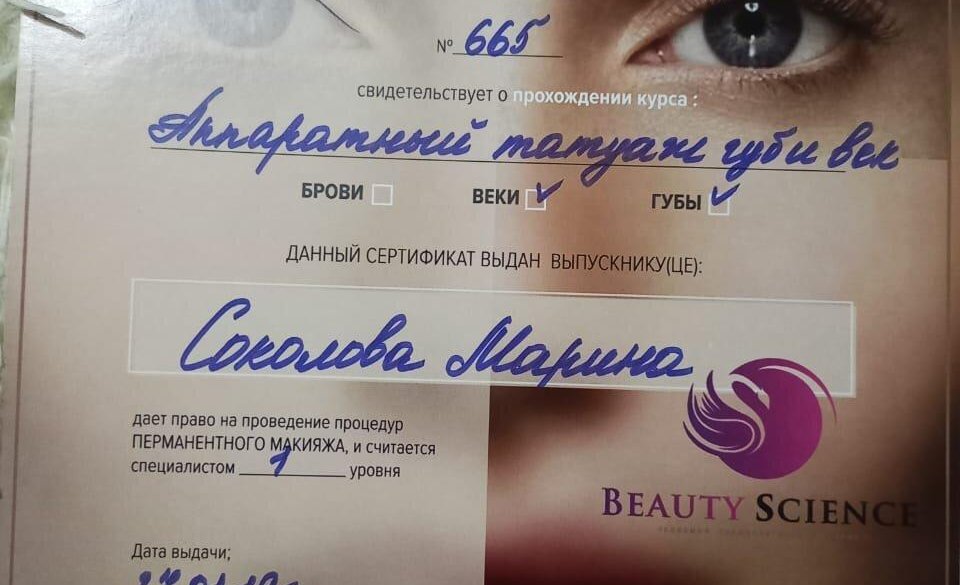 № 665
свидетельствует о прохождении курса :
Аппаратный татуаж губ и век
БРОВИ ВЕКИ ГУБЫ
ДАННЫЙ СЕРТИФИКАТ ВЫДАН ВЫПУСКНИКУ(ЦЕ):
Соколова Марина
дает право на проведение процедур
ПЕРМАНЕНТНОГО МАКИЯЖА, и считается
специалистом 1 уровня
BEAUTY SCIENCE
Дата выдачи;